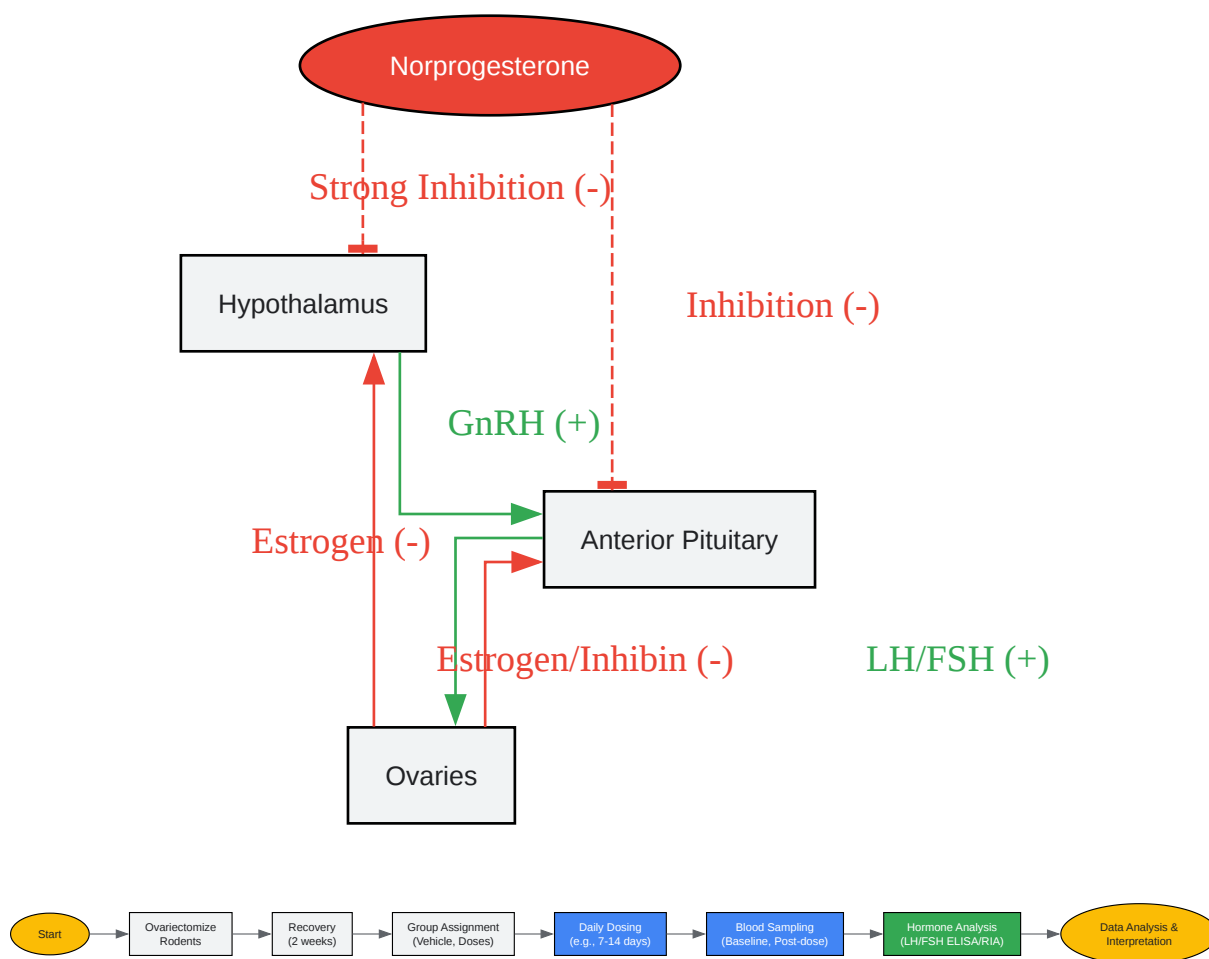 Norprogesterone
Strong Inhibition (-)
Hypothalamus
Inhibition (-)
GnRH (+)
Estrogen (-)
Anterior Pituitary
Estrogen/Inhibin (-)
LH/FSH (+)
Ovaries
Start
Ovariectomize
Rodents
Recovery
(2 weeks)
Group Assignment
(Vehicle, Doses)
Daily Dosing
(e.g., 7-14 days)
Blood Sampling
(Baseline, Post-dose)
Hormone Analysis
(LH/FSH ELISA/RIA)
Data Analysis &
Interpretation